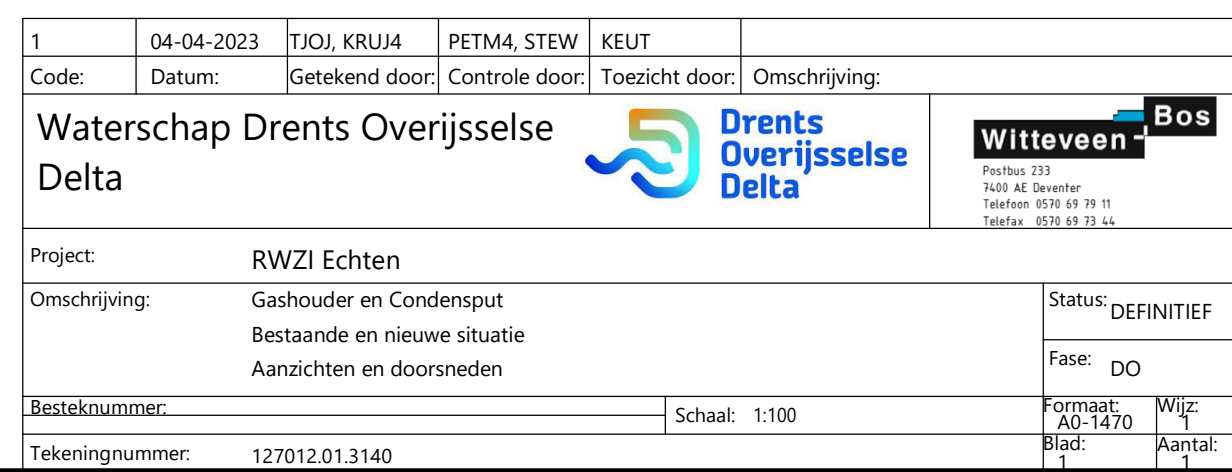 1 04-04-2023 TJOJ, KRUJ4 PETM4, STEW KEUT
Code: Datum: Getekend door: Controle door: Toezicht door: Omschrijving:
Waterschap Drents Overijsselse
Delta
Drents
Overijsselse
Delta
Witteveen Bos
Postbus 233
7400 AE Deventer
Telefoon 0570 69 79 11
Telefax 0570 69 73 44
Project: RWZI Echten
Omschrijving: Gashouder en Condensput
Bestaande en nieuwe situatie
Aanzichten en doorsneden
Status: DEFINITIEF
Fase: DO
Besteknummer:
Schaal: 1:100
Formaat: A0-1470
Wijz: 1
Tekeningnummer: 127012.01.3140
Blad: 1
Aantal: 1